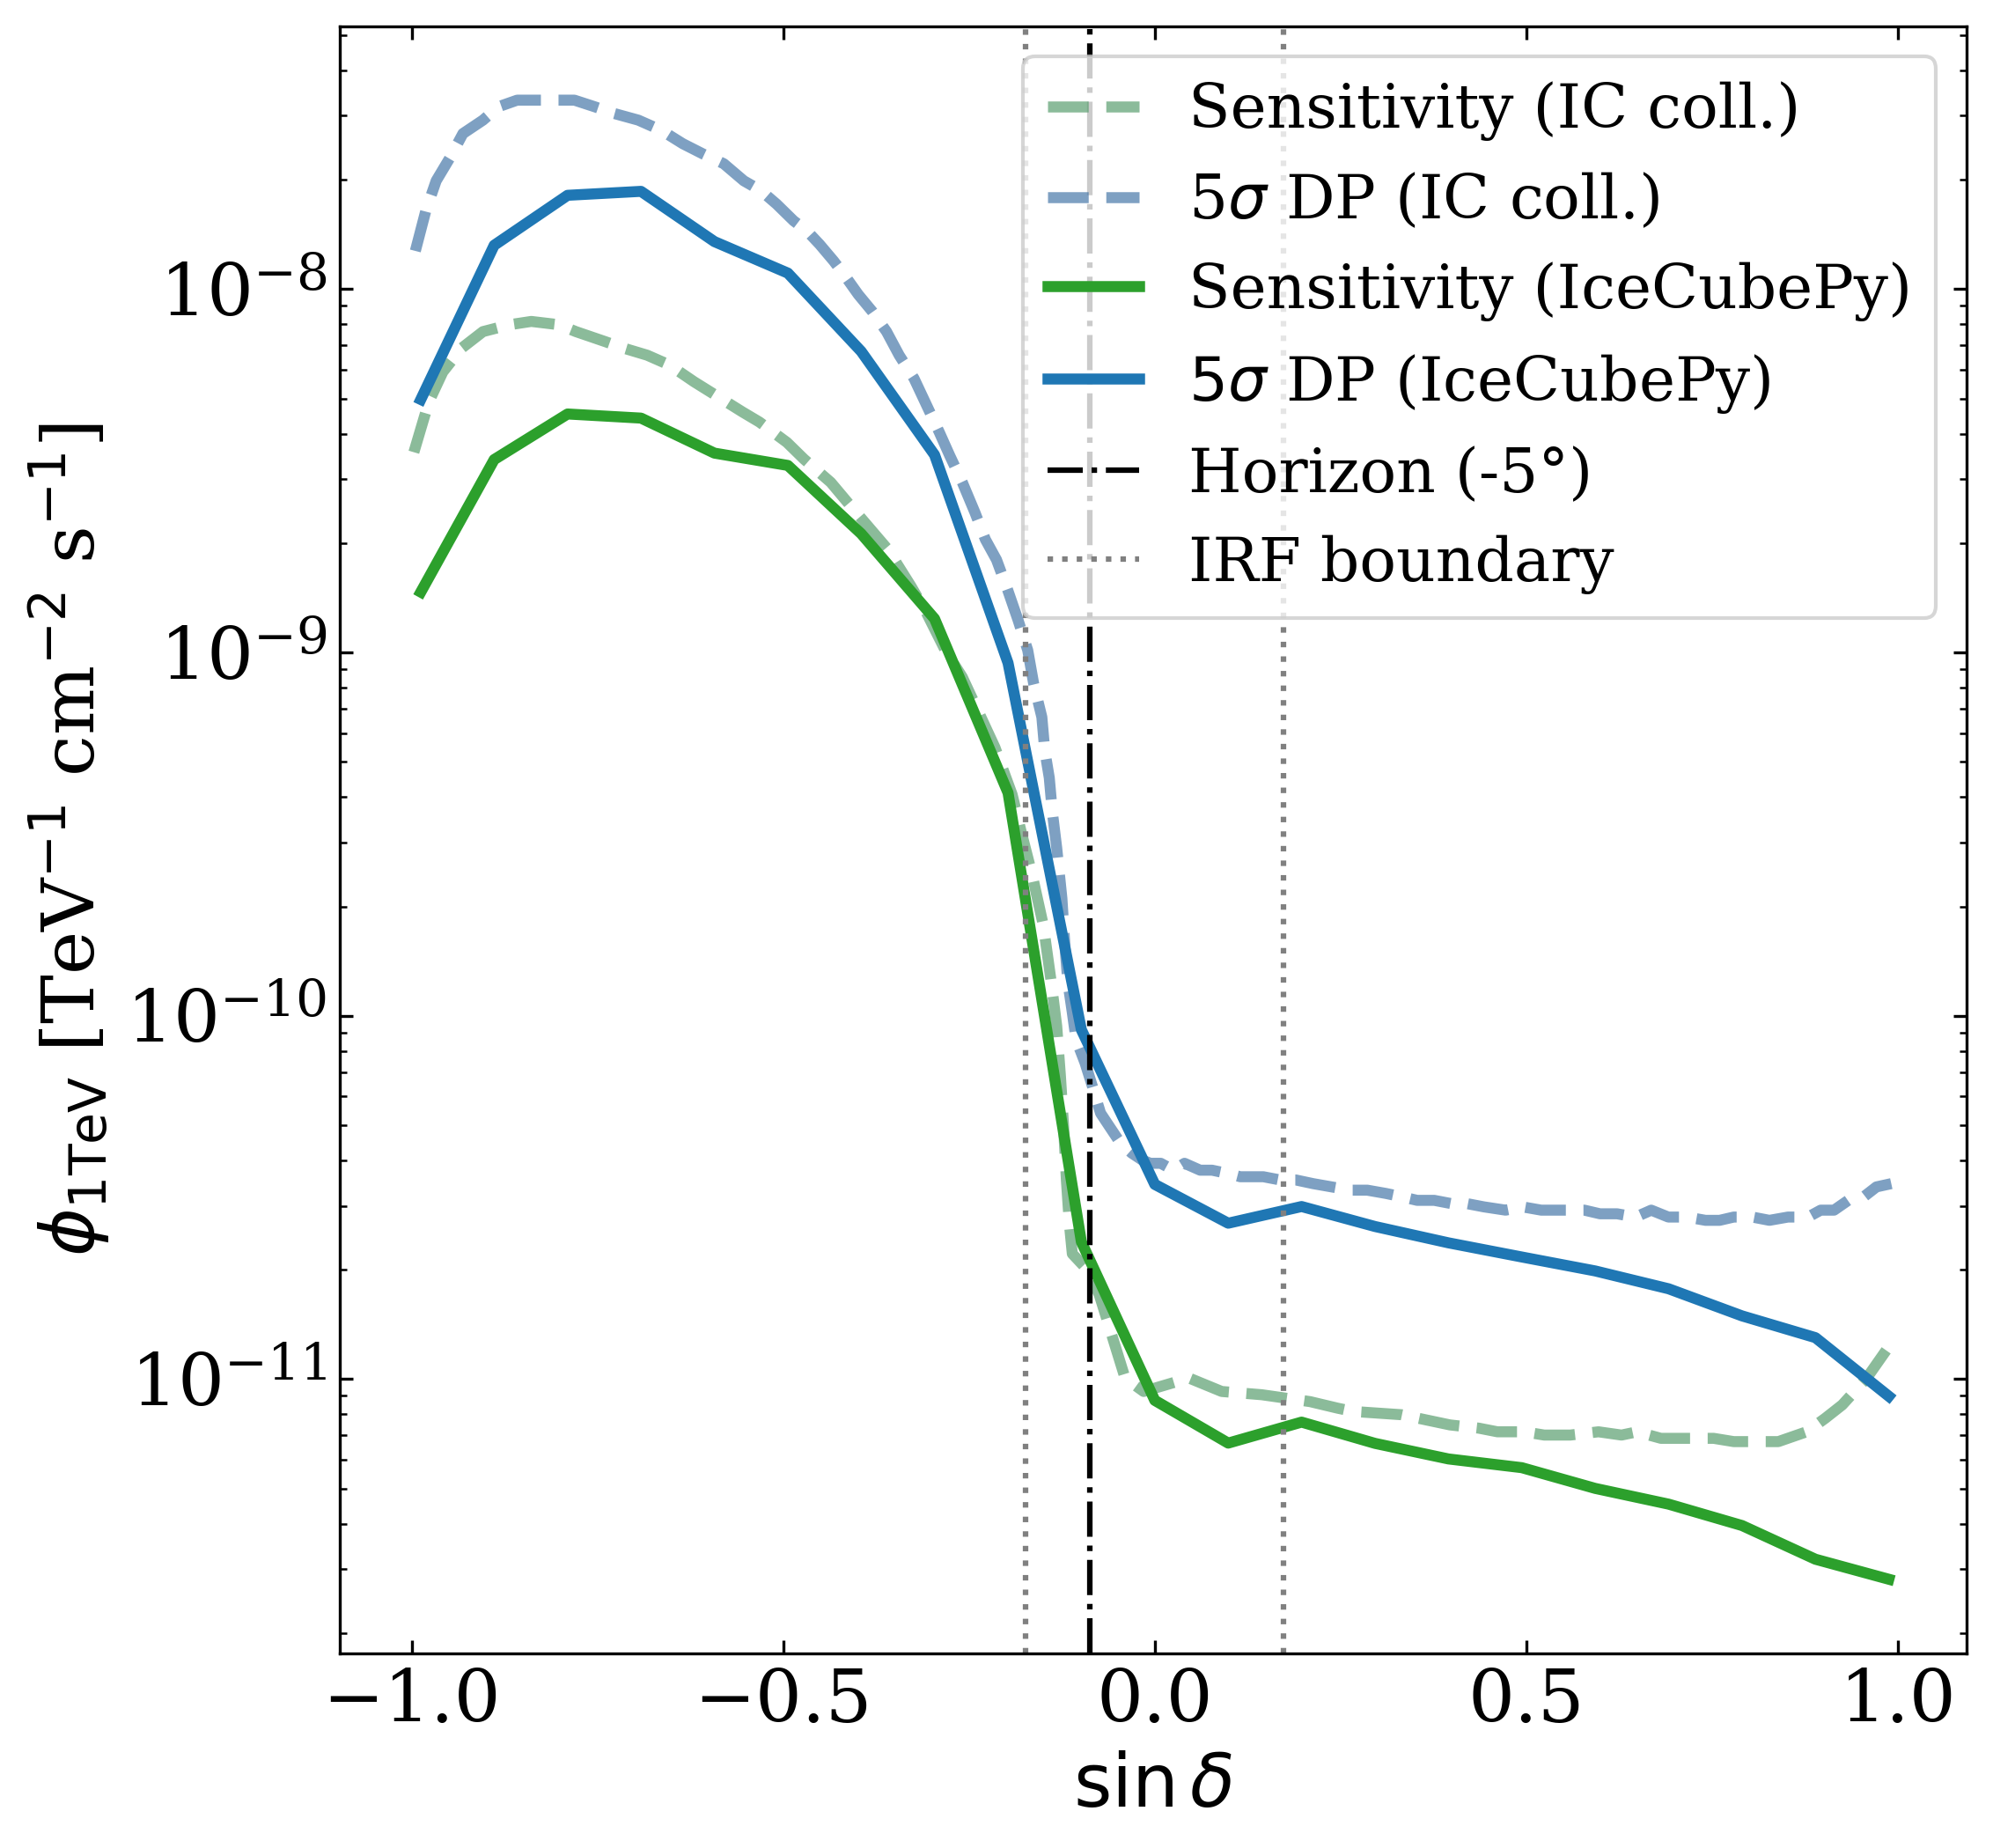 Sensitivity (IC coll.)
5σ DP (IC coll.)
Sensitivity (IceCubePy)
5σ DP (IceCubePy)
Horizon (-5°)
IRF boundary
10⁻⁸
10⁻⁹
10⁻¹⁰
10⁻¹¹
ϕ₁TeV [TeV⁻¹ cm⁻² s⁻¹]
−1.0 −0.5 0.0 0.5 1.0
sin δ